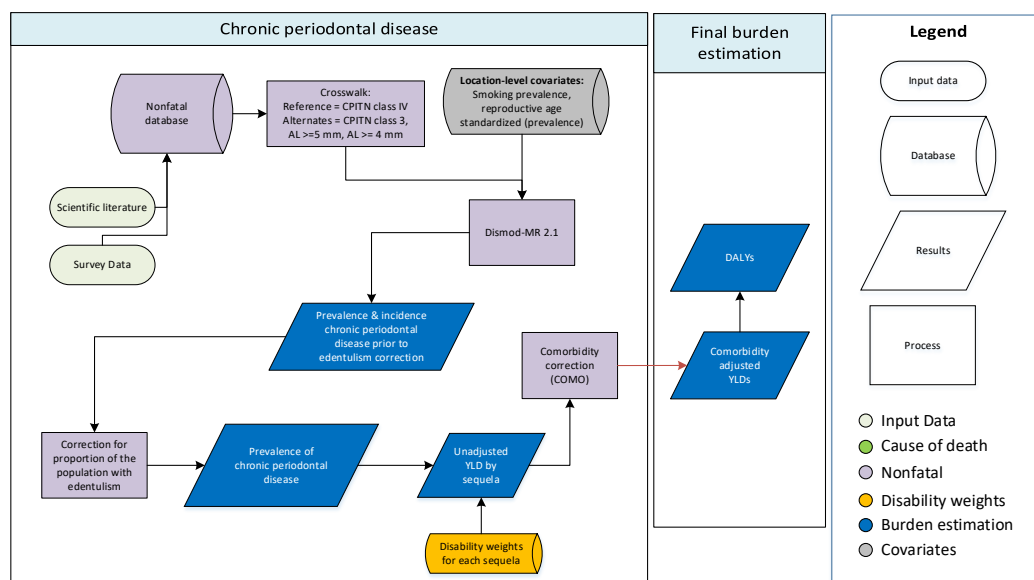 Chronic periodontal disease
Nonfatal
database
Crosswalk:
Reference = CPITN class IV
Alternates = CPITN class 3,
AL >=5 mm, AL >= 4 mm
Location-level covariates:
Smoking prevalence,
reproductive age
standardized (prevalence)
Scientific literature
Survey Data
Dismod-MR 2.1
Prevalence & incidence
chronic periodontal
disease prior to
edentulism correction
Comorbidity
correction
(COMO)
Correction for
proportion of the
population with
edentulism
Prevalence of
chronic periodontal
disease
Unadjusted
YLD by
sequela
Disability weights
for each sequela
Final burden
estimation
DALYs
Comorbidity
adjusted
YLDs
Legend
Input data
Database
Results
Process
Input Data
Cause of death
Nonfatal
Disability weights
Burden estimation
Covariates